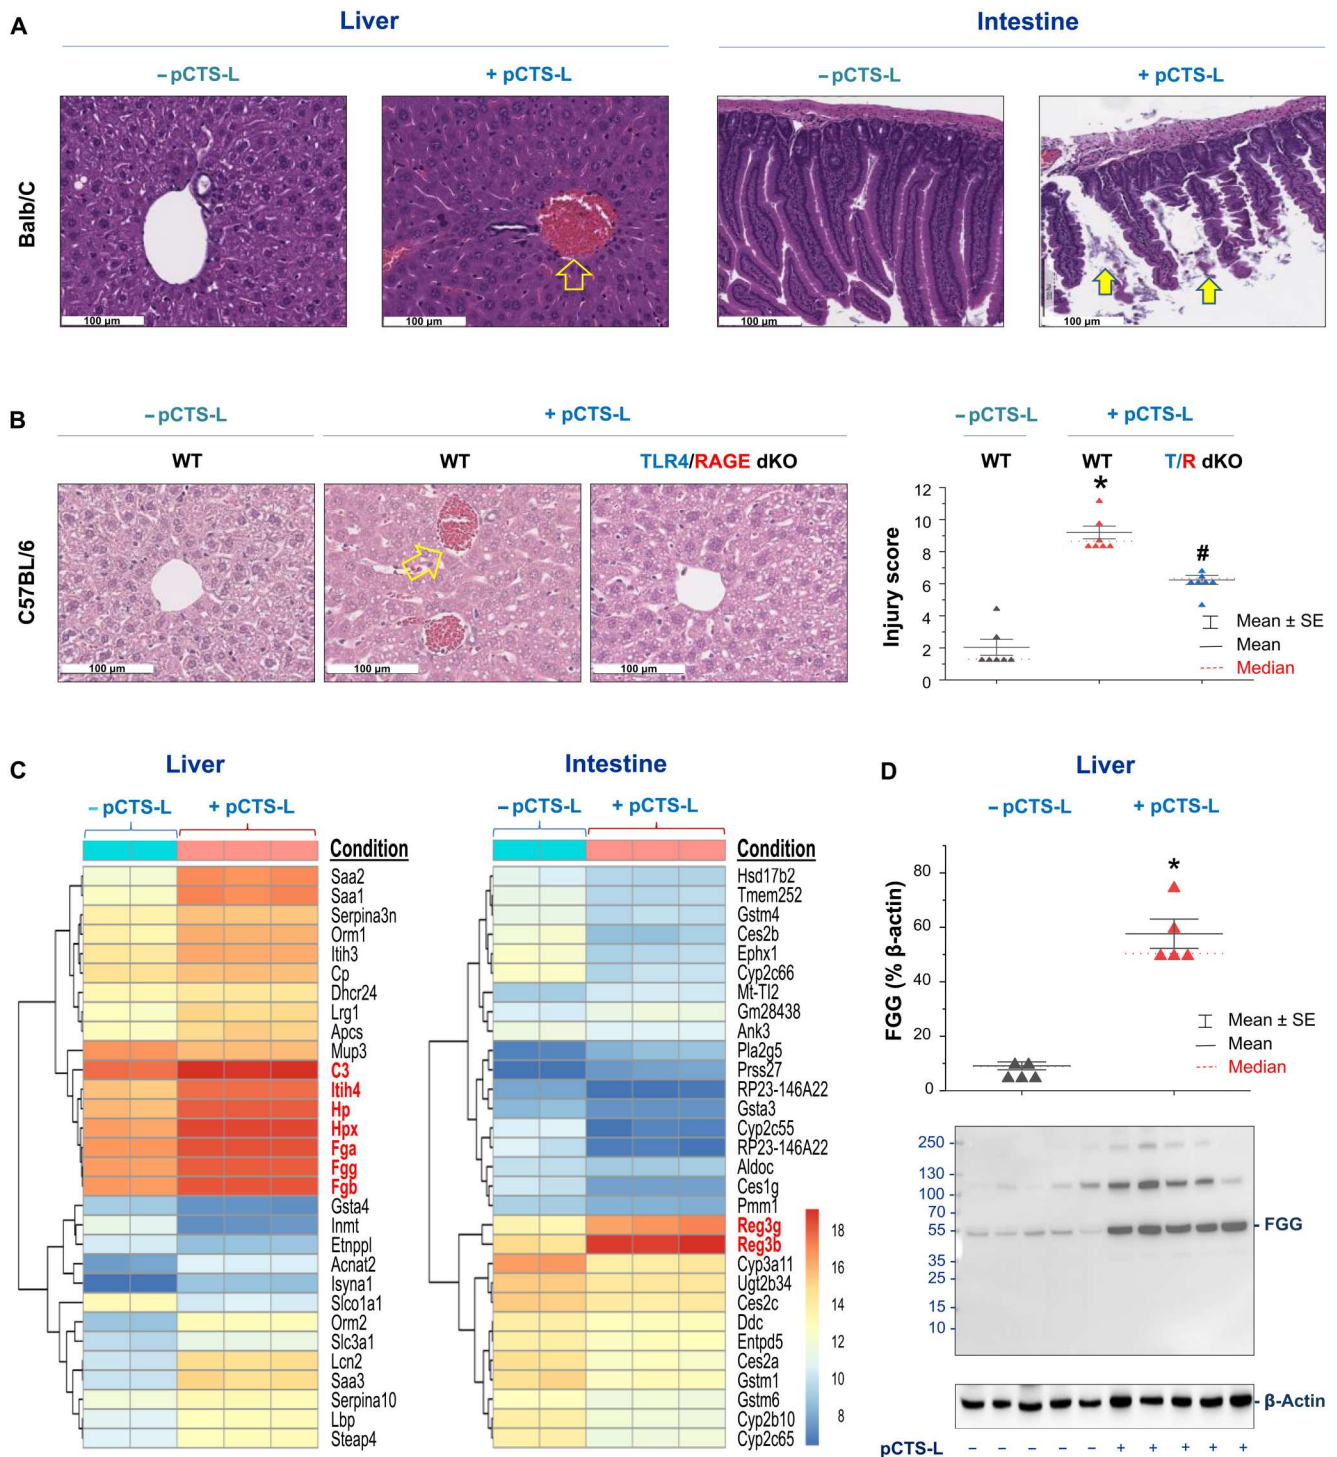 A
Liver
Intestine
– pCTS-L
+ pCTS-L
– pCTS-L
+ pCTS-L
Balb/C
100 µm
100 µm
100 µm
100 µm
B
– pCTS-L
+ pCTS-L
WT
WT
TLR4/RAGE dKO
C57BL/6
100 µm
100 µm
100 µm
– pCTS-L
+ pCTS-L
WT
WT
T/R dKO
*
#
Injury score
12
10
8
6
4
2
0
Mean ± SE
Mean
Median
C
Liver
– pCTS-L
+ pCTS-L
Condition
Saa2
Saa1
Serpina3n
Orm1
Itih3
Cp
Dhcr24
Lrg1
Apcs
Mup3
C3
Itih4
Hp
Hpx
Fga
Fgg
Fgb
Gsta4
Inmt
Etnppl
Acnat2
Isyna1
Slco1a1
Orm2
Slc3a1
Lcn2
Saa3
Serpina10
Lbp
Steap4
Intestine
– pCTS-L
+ pCTS-L
Condition
Hsd17b2
Tmem252
Gstm4
Ces2b
Ephx1
Cyp2c66
Mt-Tl2
Gm28438
Ank3
Pla2g5
Prss27
RP23-146A22
Gsta3
Cyp2c55
RP23-146A22
Aldoc
Ces1g
Pmm1
Reg3g
Reg3b
Cyp3a11
Ugt2b34
Ces2c
Ddc
Entpd5
Ces2a
Gstm1
Gstm6
Cyp2b10
Cyp2c65
18
16
14
12
10
8
D
Liver
– pCTS-L
+ pCTS-L
*
FGG (% β-actin)
80
60
40
20
0
Mean ± SE
Mean
Median
250
130
100
70
55
35
25
15
10
- FGG
- β-Actin
pCTS-L – – – – – + + + + +